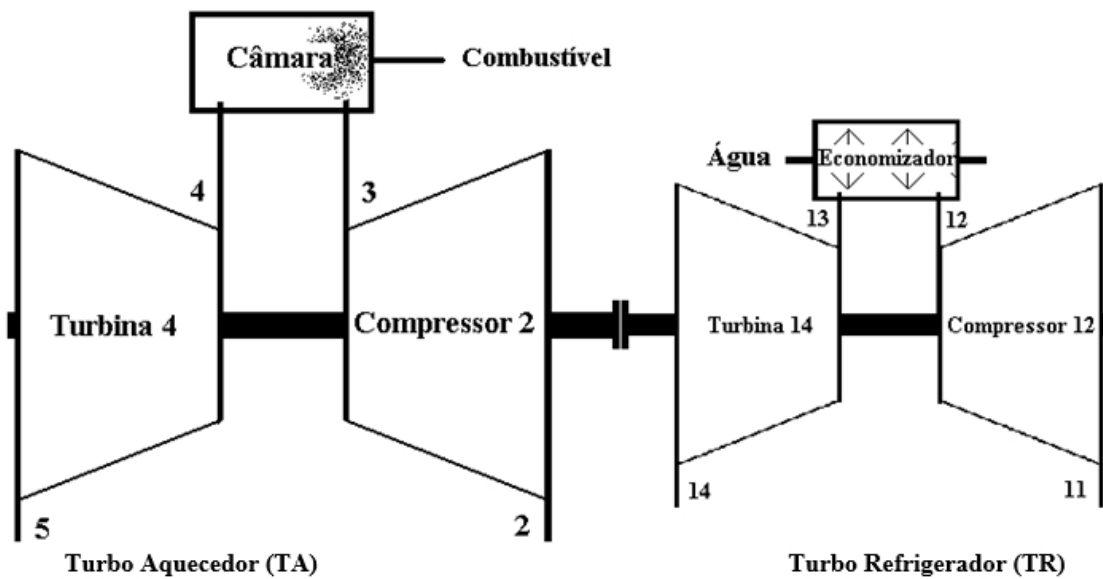 Câmara
Combustível
Água
Economizador
4
3
13
12
Turbina 4
Compressor 2
Turbina 14
Compressor 12
5
2
14
11
Turbo Aquecedor (TA)
Turbo Refrigerador (TR)